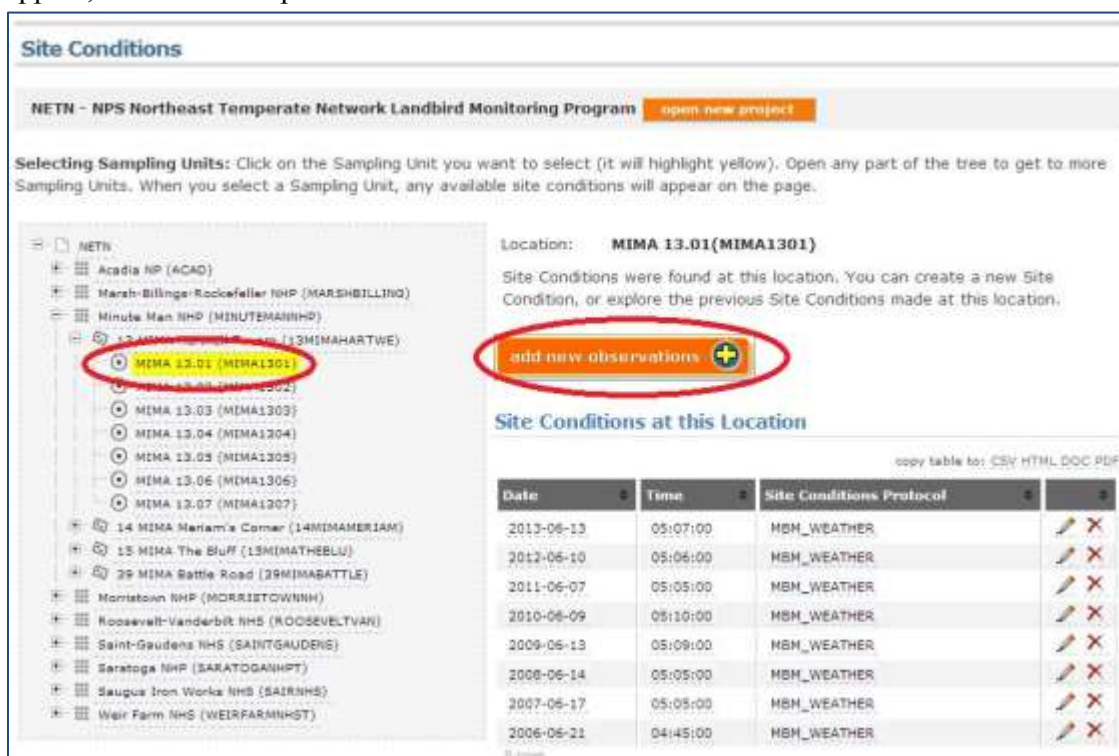 Site Conditions
NETN - NPS Northeast Temperate Network Landbird Monitoring Program open new project
Selecting Sampling Units: Click on the Sampling Unit you want to select (it will highlight yellow). Open any part of the tree to get to more
Sampling Units. When you select a Sampling Unit, any available site conditions will appear on the page.
NETN
Acadia NP (ACAD)
Marsh-Billings-Rockefeller NHP (MARSHBILLING)
Minute Man NHP (MINUTEMANNHP)
(13MIMAHARTWE)
MIMA 13.01 (MIMA1301)
MIMA 13.03 (MIMA1303)
MIMA 13.04 (MIMA1304)
MIMA 13.05 (MIMA1305)
MIMA 13.06 (MIMA1306)
MIMA 13.07 (MIMA1307)
14 MIMA Meriam's Corner (14MIMAMERIAM)
15 MIMA The Bluff (15MIMATHEBLU)
39 MIMA Battle Road (39MIMABATTLE)
Morristown NHP (MORRISTOWNNH)
Roosevelt-Vanderbilt NHS (ROOSEVELTVAN)
Saint-Gaudens NHS (SAINTGAUDENS)
Saratoga NHP (SARATOGANHPT)
Saugus Iron Works NHS (SAIRNHS)
Weir Farm NHS (WEIRFARMNHST)
Location: MIMA 13.01(MIMA1301)
Site Conditions were found at this location. You can create a new Site
Condition, or explore the previous Site Conditions made at this location.
add new observations
Site Conditions at this Location
copy table to: CSV HTML DOC PDF
Date Time Site Conditions Protocol
2013-06-13 05:07:00 MBM_WEATHER
2012-06-10 05:06:00 MBM_WEATHER
2011-06-07 05:05:00 MBM_WEATHER
2010-06-09 05:10:00 MBM_WEATHER
2009-06-13 05:09:00 MBM_WEATHER
2008-06-14 05:05:00 MBM_WEATHER
2007-06-17 05:05:00 MBM_WEATHER
2006-06-21 04:45:00 MBM_WEATHER